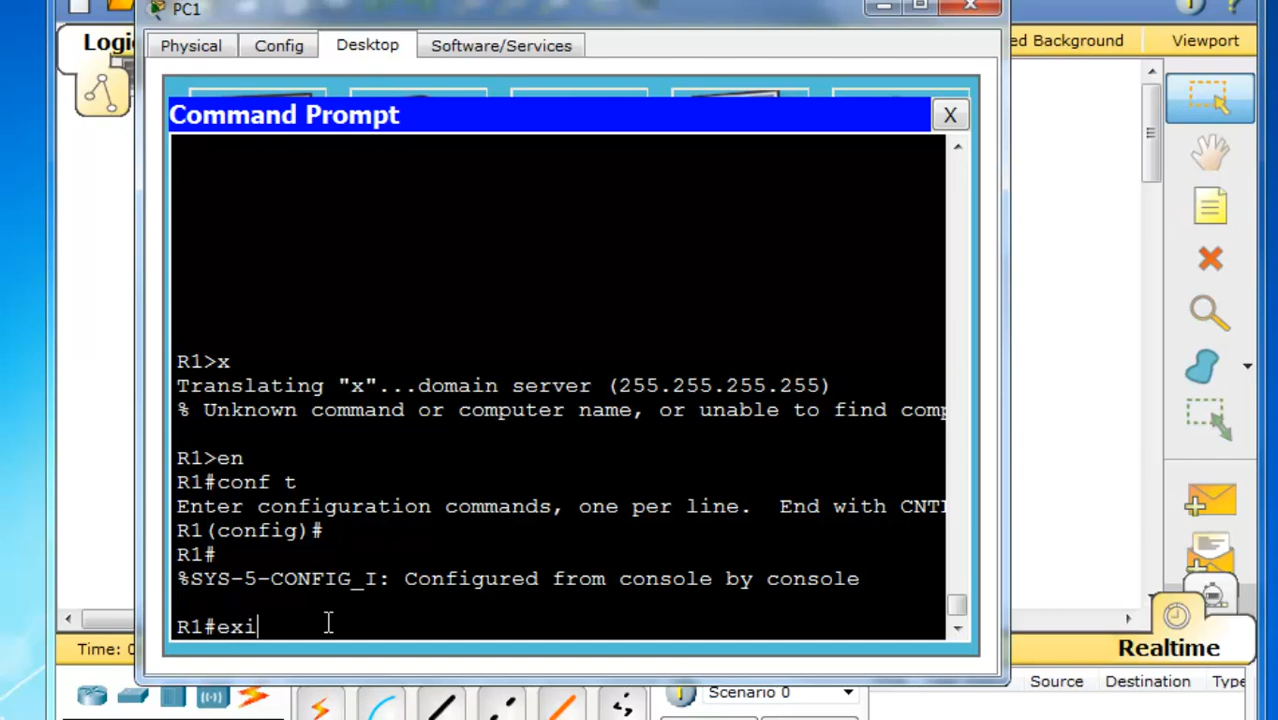 PC1
Logic
ed Background
Viewport
Physical
Config
Desktop
Software/Services
Command Prompt
X
R1>x
Translating "x"...domain server (255.255.255.255)
% Unknown command or computer name, or unable to find comp
R1>en
R1#conf t
Enter configuration commands, one per line.  End with CNT
R1(config)#
R1#
%SYS-5-CONFIG_I: Configured from console by console
R1#exi
Time: 0
Realtime
Scenario 0
Source
Destination
Type